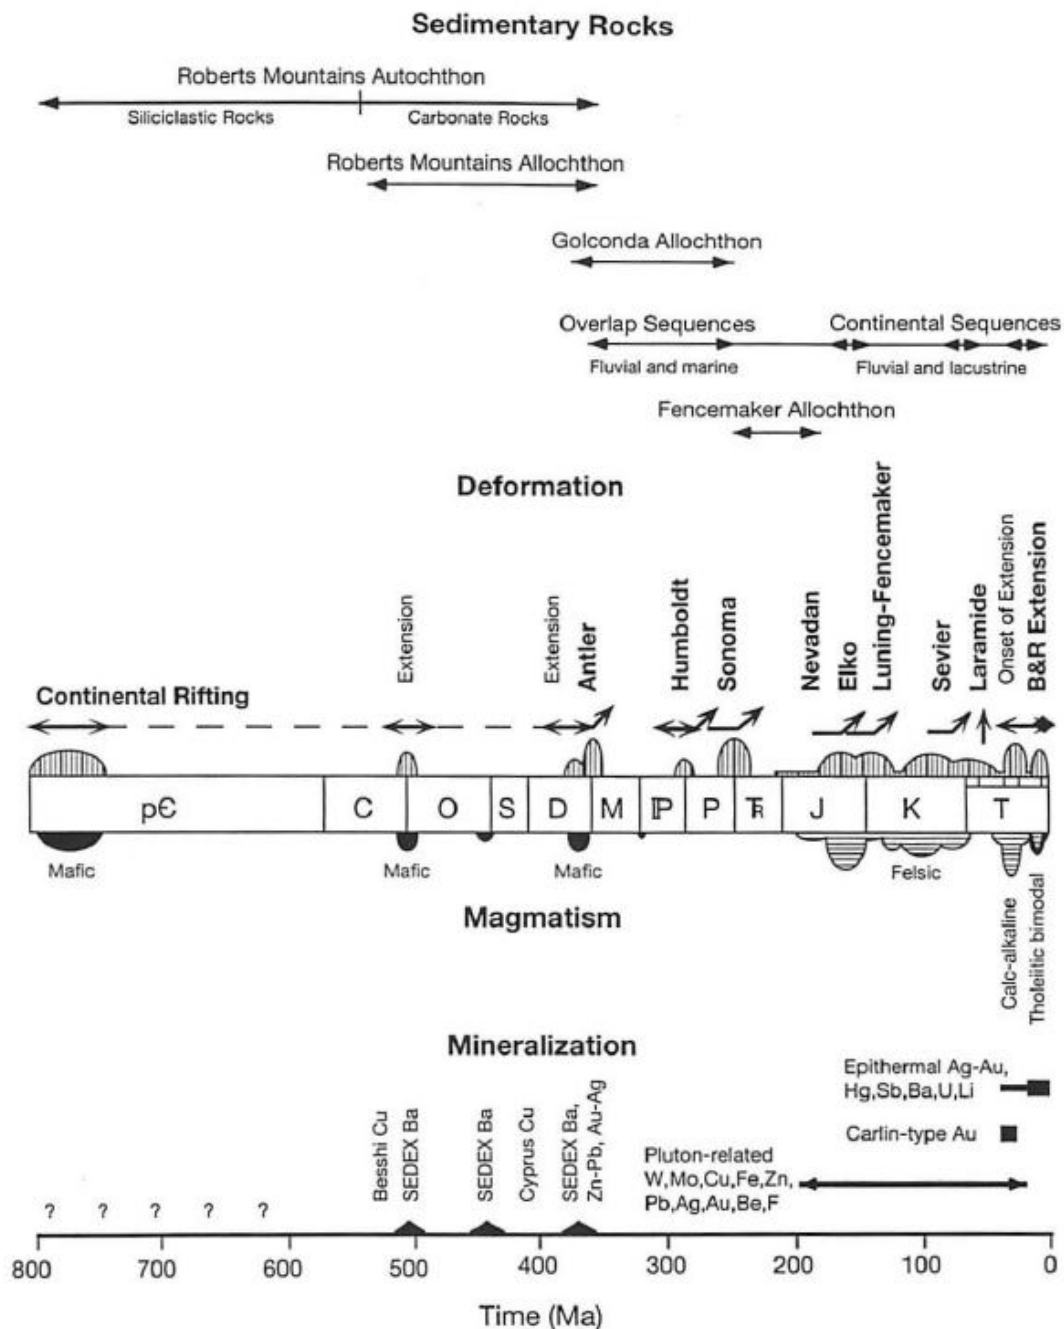 Sedimentary Rocks
Roberts Mountains Autochthon
Siliciclastic Rocks
Carbonate Rocks
Roberts Mountains Allochthon
Golconda Allochthon
Overlap Sequences
Continental Sequences
Fluvial and marine
Fluvial and lacustrine
Fencemaker Allochthon
Deformation
Continental Rifting
Extension
Extension
Antler
Humboldt
Sonoma
Nevadan
Elko
Luning-Fencemaker
Sevier
Laramide
Onset of Extension
B&R Extension
pЄ
C
O
S
D
M
IP
P
TR
J
K
T
Mafic
Mafic
Mafic
Felsic
Calc-alkaline
Tholeiitic bimodal
Magmatism
Mineralization
Besshi Cu
SEDEX Ba
SEDEX Ba
Cyprus Cu
SEDEX Ba,
Zn-Pb, Au-Ag
Epithermal Ag-Au,
Hg,Sb,Ba,U,Li
Carlin-type Au
Pluton-related
W,Mo,Cu,Fe,Zn,
Pb,Ag,Au,Be,F
? ? ? ? ?
800 700 600 500 400 300 200 100 0
Time (Ma)